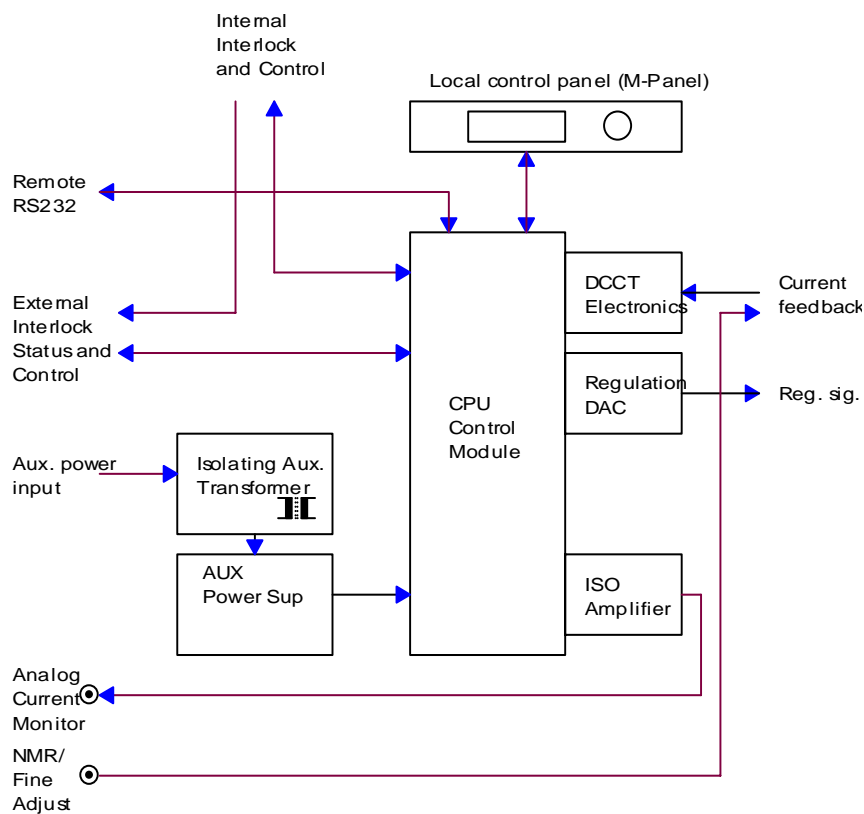 Internal
Interlock
and Control
Local control panel (M-Panel)
Remote
RS232
DCCT
Electronics
Current
feedback
External
Interlock
Status and
Control
Regulation
DAC
Reg. sig.
CPU
Control
Module
Aux. power
input
Isolating Aux.
Transformer
AUX
Power Sup
ISO
Amplifier
Analog
Current
Monitor
NMR/
Fine
Adjust